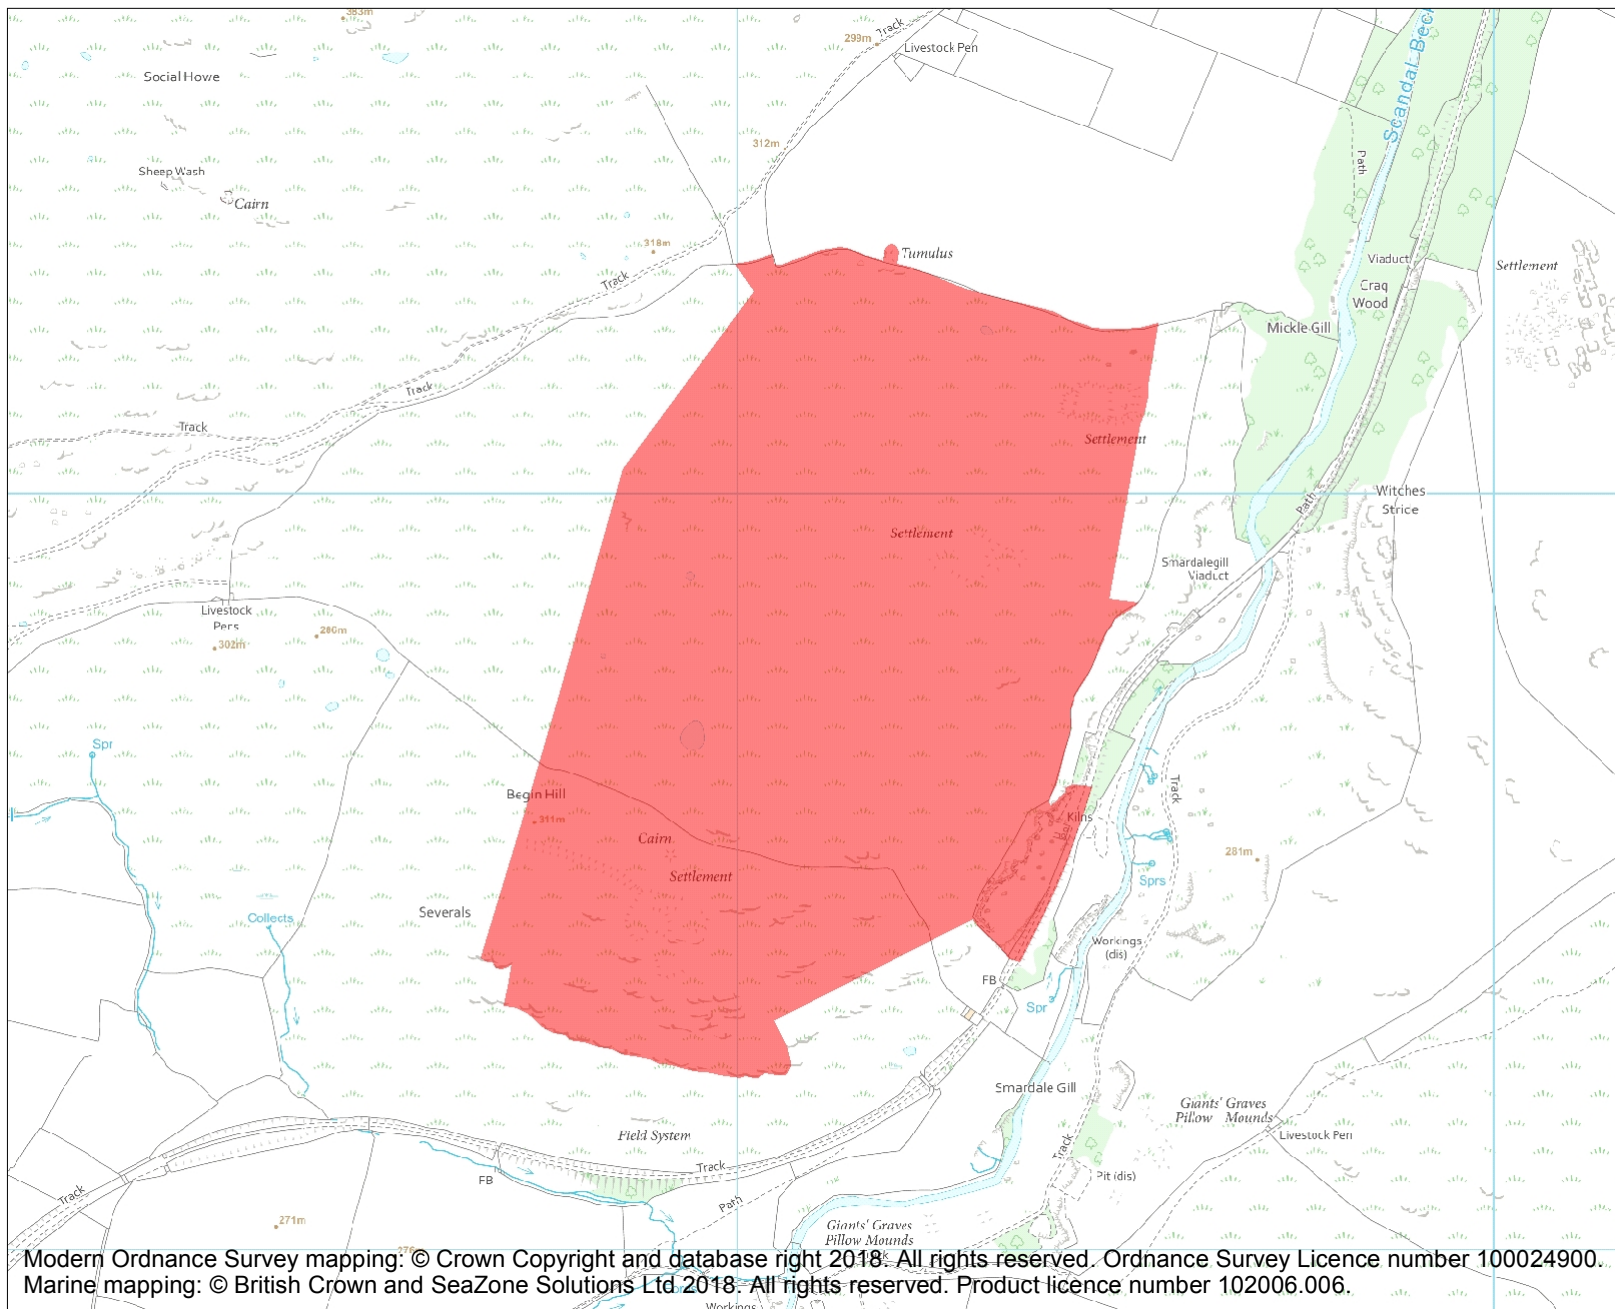 383m
Track
299m
Livestock Pen
Scandal Beck
Social Howe
312m
Path
Sheep Wash
Cairn
318m
Tumulus
Viaduct
Settlement
Track
Crag
Wood
Mickle Gill
Track
Track
Settlement
Witches
Strice
Path
Settlement
Smardalegill
Viaduct
Livestock
Pens
286m
302m
Spr
Track
Begin Hill
311m
Kilns
Cairn
281m
Settlement
Sprs
Severals
Collects
Workings
(dis)
FB
Spr
Smardale Gill
Giants' Graves
Pillow Mounds
Field System
Livestock Pen
Track
Track
FB
Pit (dis)
Track
Path
271m
Giants' Graves
Pillow Mounds
Modern Ordnance Survey mapping: © Crown Copyright and database right 2018. All rights reserved. Ordnance Survey Licence number 100024900.
Marine mapping: © British Crown and SeaZone Solutions Ltd 2018. All rights reserved. Product licence number 102006.006.
Workings